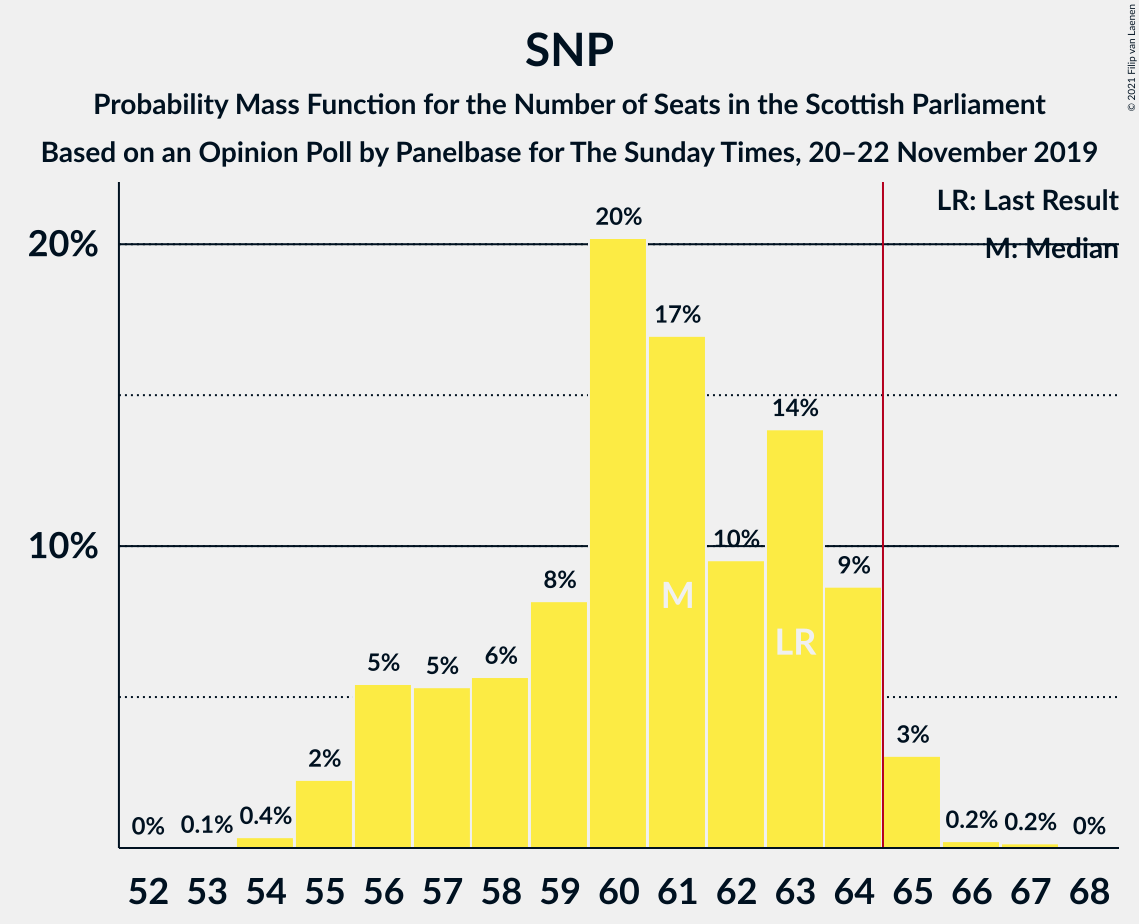 SNP
Probability Mass Function for the Number of Seats in the Scottish Parliament
Based on an Opinion Poll by Panelbase for The Sunday Times, 20–22 November 2019
© 2021 Filip van Laenen
LR: Last Result
M: Median
20%
10%
0% 0.1% 0.4% 2% 5% 5% 6% 8% 20% 17% 10% 14% 9% 3% 0.2% 0.2% 0%
M
LR
52 53 54 55 56 57 58 59 60 61 62 63 64 65 66 67 68